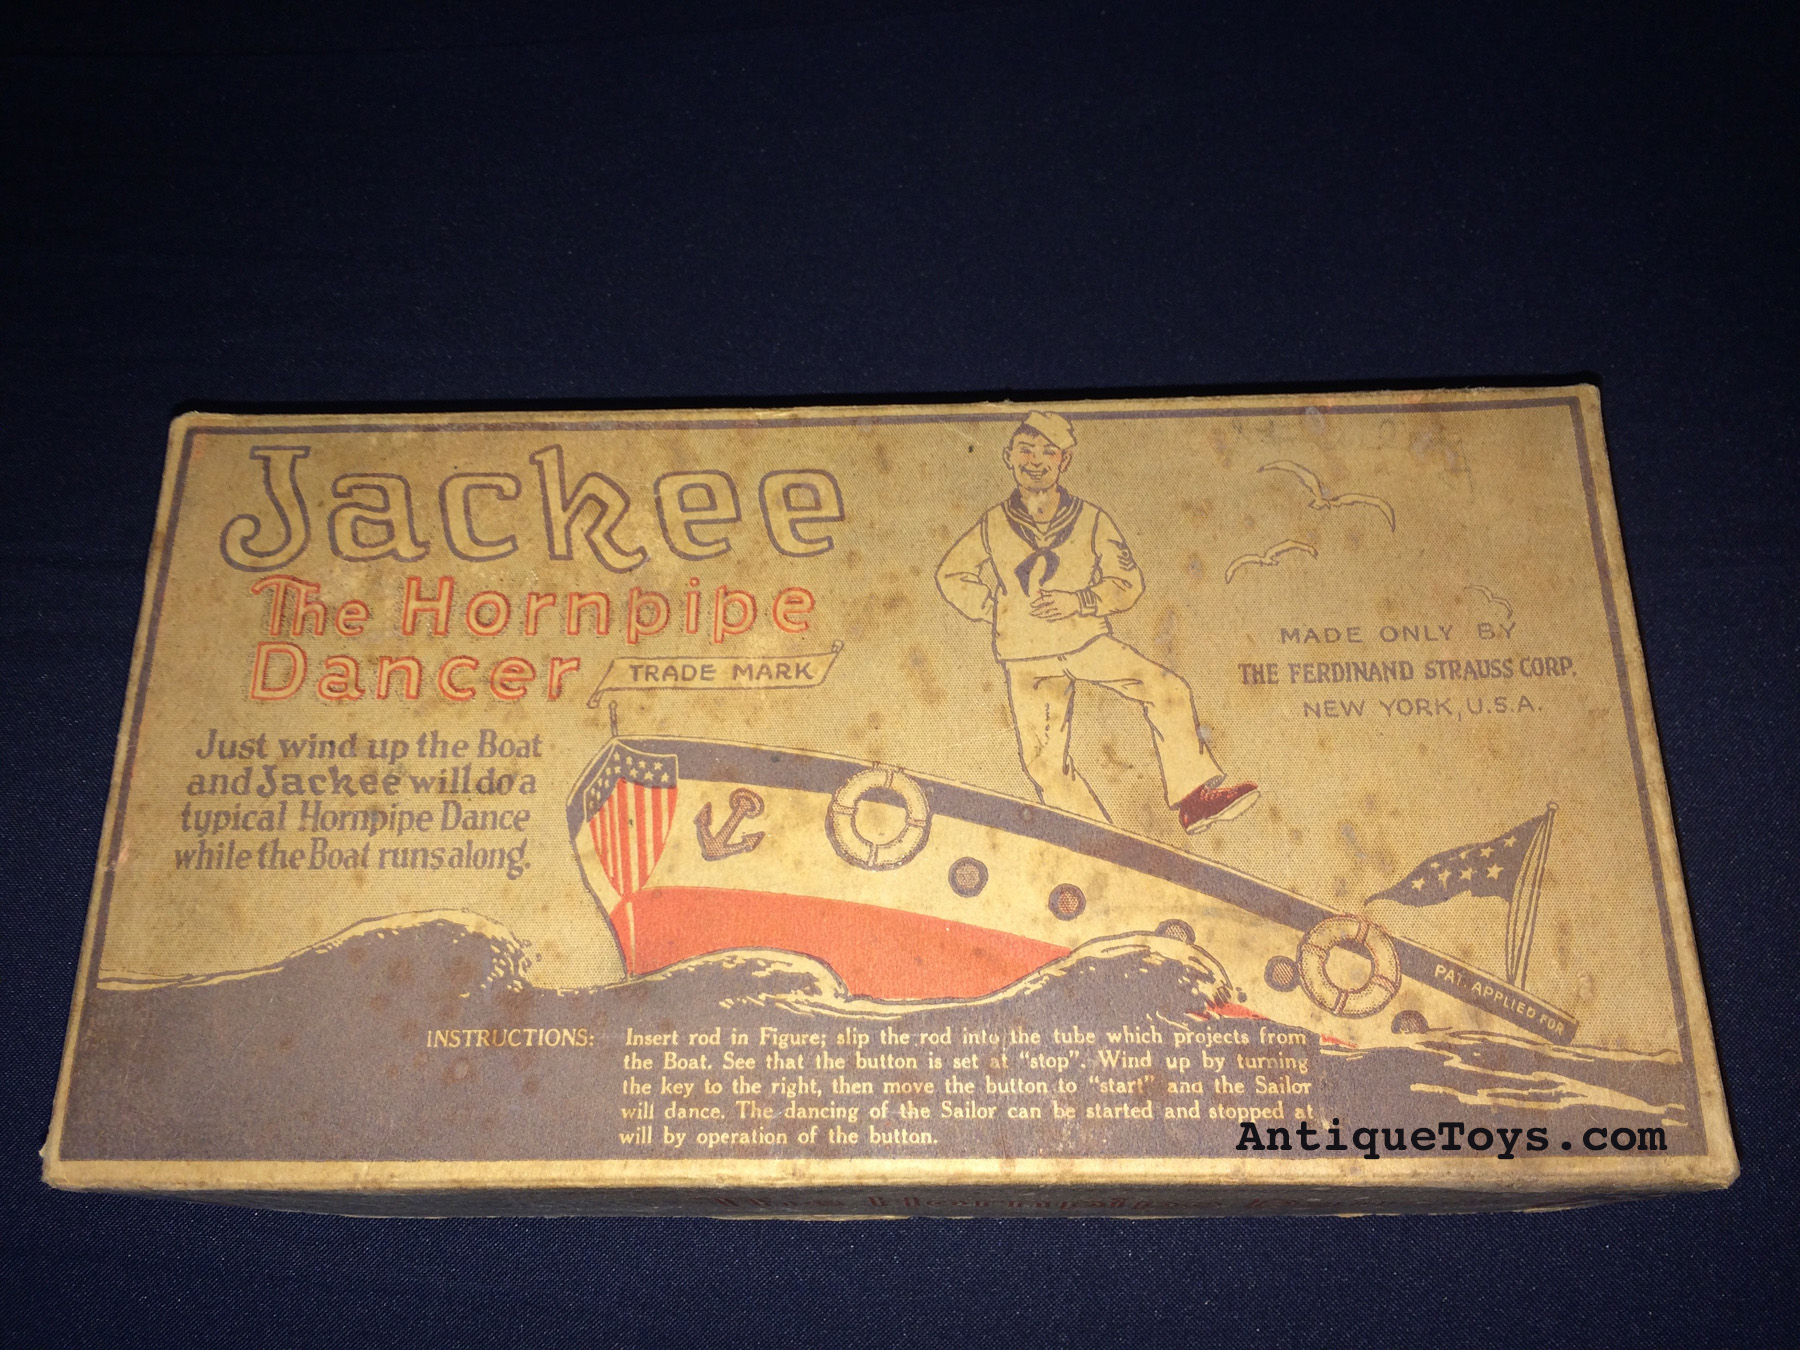 Jackee
The Hornpipe
Dancer
TRADE MARK
Just wind up the Boat
and Jackee will do a
typical Hornpipe Dance
while the Boat runs along.
MADE ONLY BY
THE FERDINAND STRAUSS CORP.
NEW YORK, U.S.A.
PAT. APPLIED FOR
INSTRUCTIONS: Insert rod in Figure; slip the rod into the tube which projects from
the Boat. See that the button is set at "stop". Wind up by turning
the key to the right, then move the button to "start" and the Sailor
will dance. The dancing of the Sailor can be started and stopped at
will by operation of the button.
AntiqueToys.com
The Hornpipe